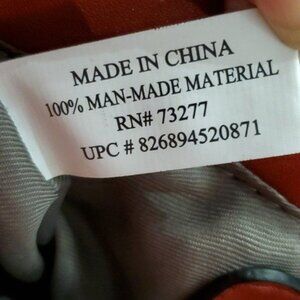 MADE IN CHINA
100% MAN-MADE MATERIAL
RN# 73277
UPC # 826894520871